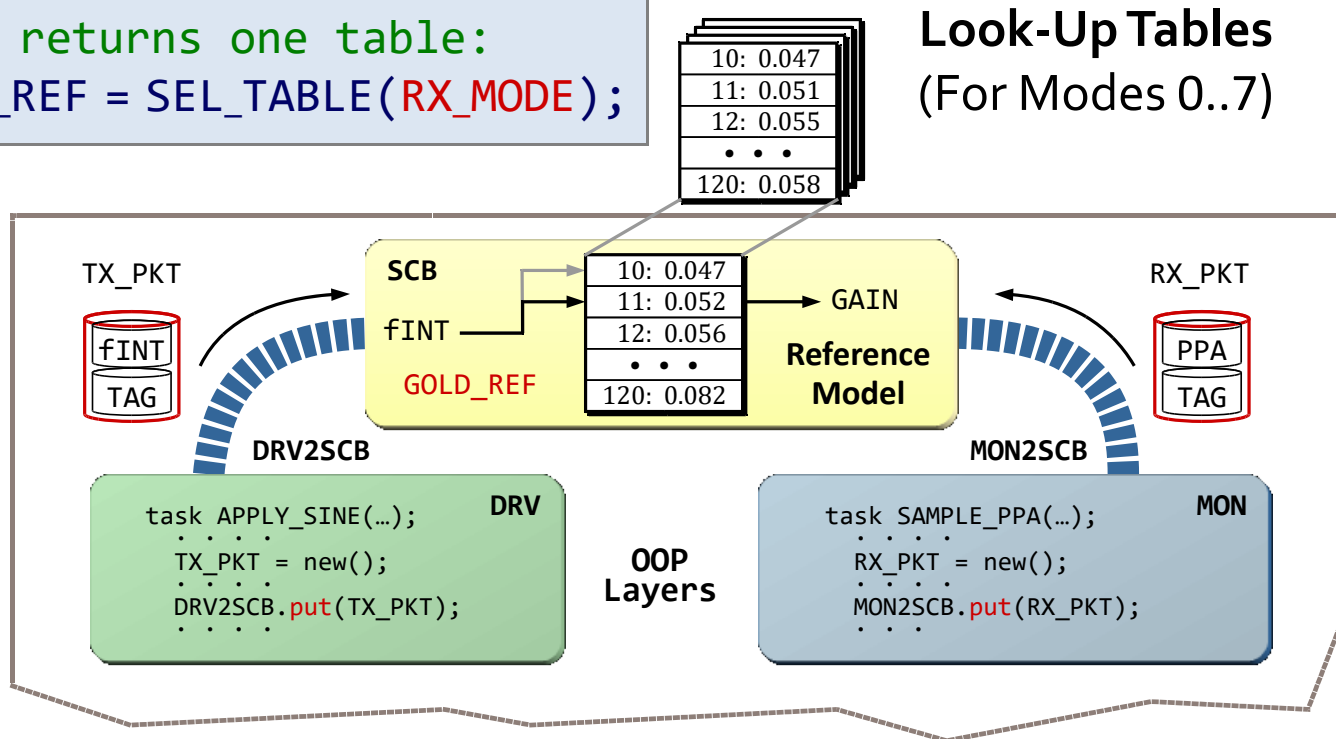 returns one table:
_REF = SEL_TABLE(RX_MODE);
Look-Up Tables
(For Modes 0..7)
10: 0.047
11: 0.051
12: 0.055
• • •
120: 0.058
TX_PKT
fINT
TAG
SCB
fINT
GOLD_REF
10: 0.047
11: 0.052
12: 0.056
• • •
120: 0.082
GAIN
Reference
Model
RX_PKT
PPA
TAG
DRV2SCB
MON2SCB
DRV
task APPLY_SINE(…);
. . . .
TX_PKT = new();
. . . .
DRV2SCB.put(TX_PKT);
. . . .
OOP
Layers
MON
task SAMPLE_PPA(…);
. . . .
RX_PKT = new();
. . . .
MON2SCB.put(RX_PKT);
. . .